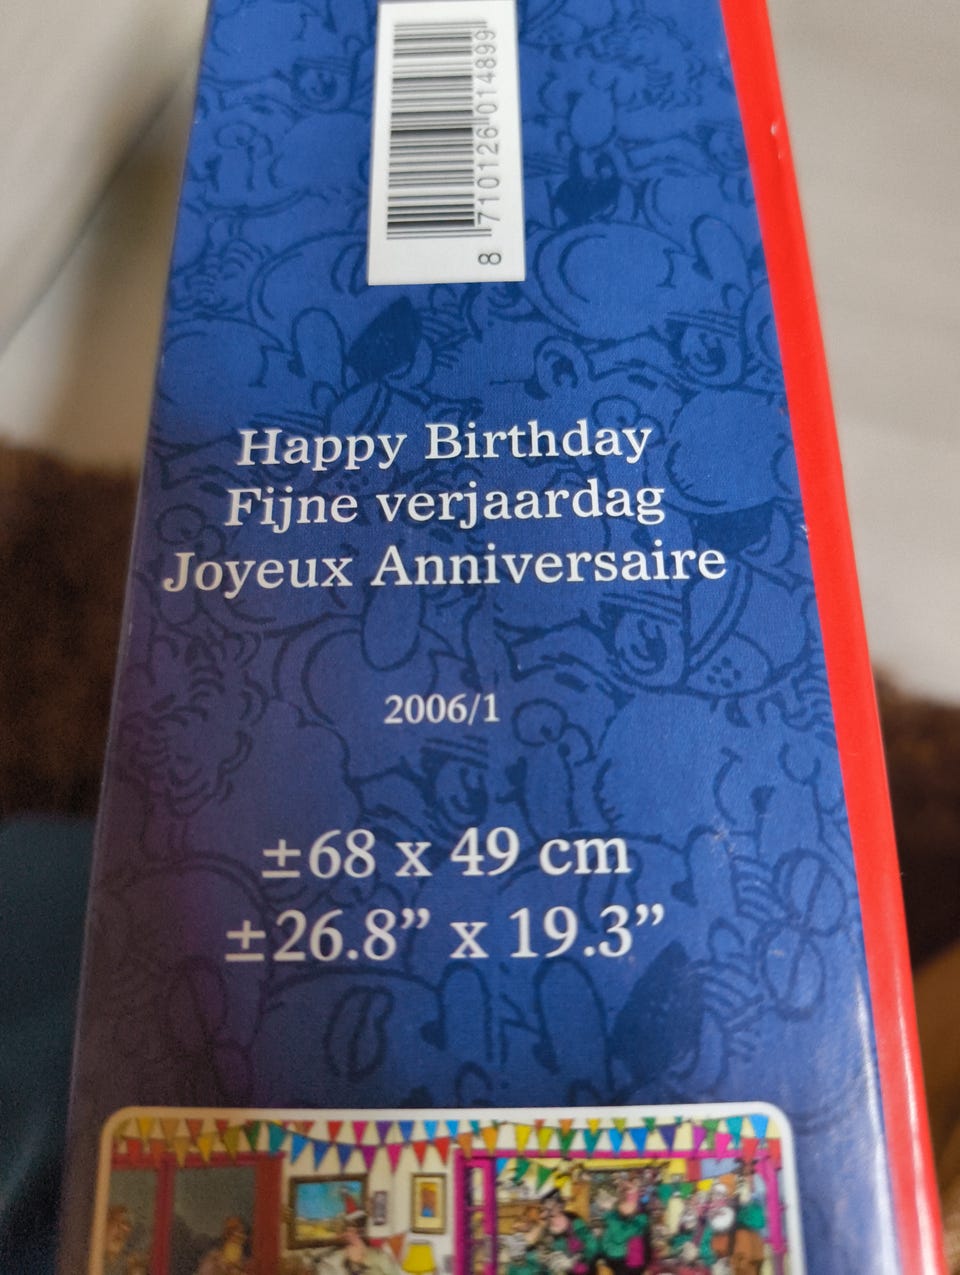 8 710126 014899
Happy Birthday
Fijne verjaardag
Joyeux Anniversaire
2006/1
±68 x 49 cm
±26.8” x 19.3”